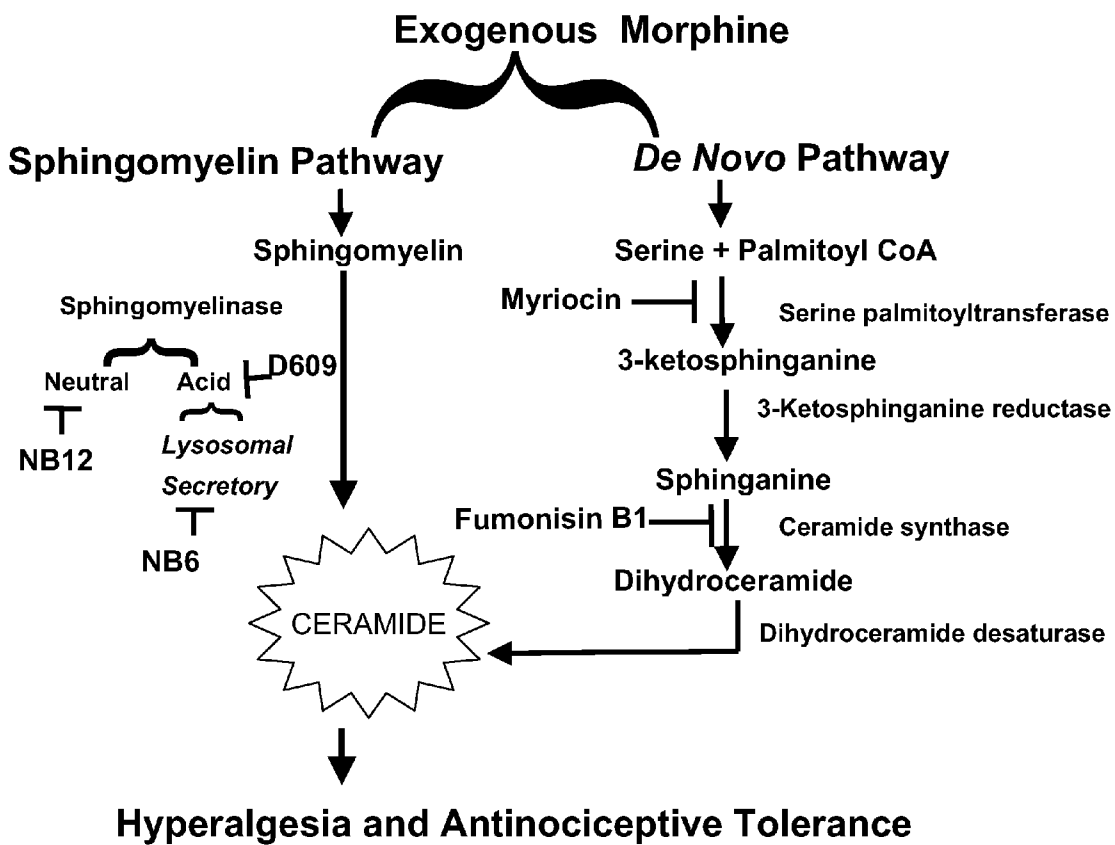 Exogenous Morphine
Sphingomyelin Pathway
De Novo Pathway
Sphingomyelin
Serine + Palmitoyl CoA
Sphingomyelinase
Myriocin
Serine palmitoyltransferase
Neutral
Acid
D609
3-ketosphinganine
3-Ketosphinganine reductase
NB12
Lysosomal
Secretory
Sphinganine
NB6
Fumonisin B1
Ceramide synthase
Dihydroceramide
CERAMIDE
Dihydroceramide desaturase
Hyperalgesia and Antinociceptive Tolerance